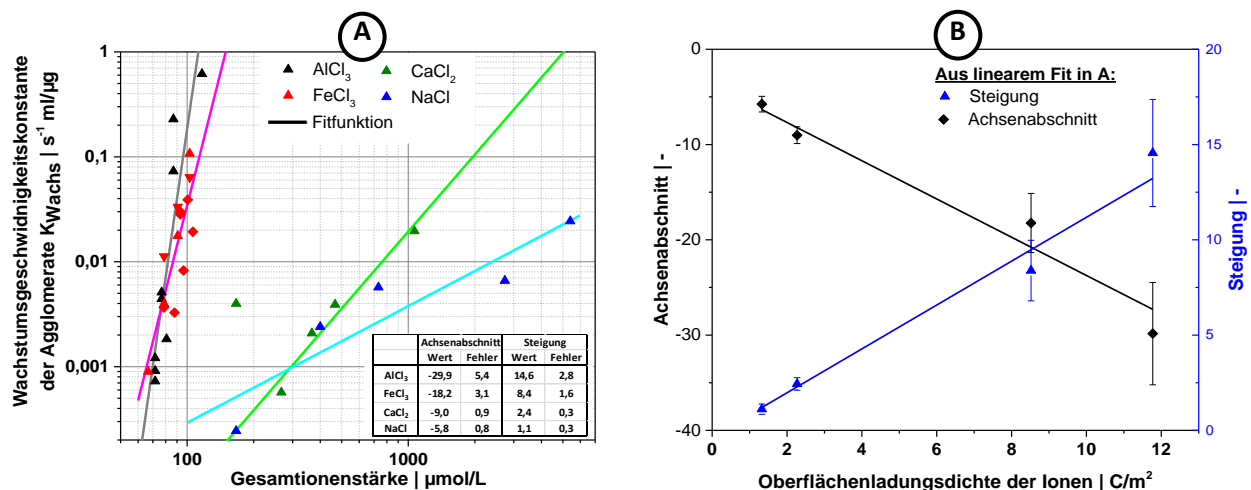 A
Wachstumsgeschwidnigkeitskonstante
der Agglomerate KWachs | s-1 ml/µg
1
0,1
0,01
0,001
AlCl3
CaCl2
FeCl3
NaCl
Fitfunktion
Achsenabschnitt Steigung
Wert Fehler Wert Fehler
AlCl3 -29,9 5,4 14,6 2,8
FeCl3 -18,2 3,1 8,4 1,6
CaCl2 -9,0 0,9 2,4 0,3
NaCl -5,8 0,8 1,1 0,3
100 1000
Gesamtionenstärke | µmol/L
B
Achsenabschnitt | -
0
-10
-20
-30
-40
Aus linearem Fit in A:
Steigung
Achsenabschnitt
20
15
10
5
0
Steigung | -
0 2 4 6 8 10 12 14
Oberflächenladungsdichte der Ionen | C/m2